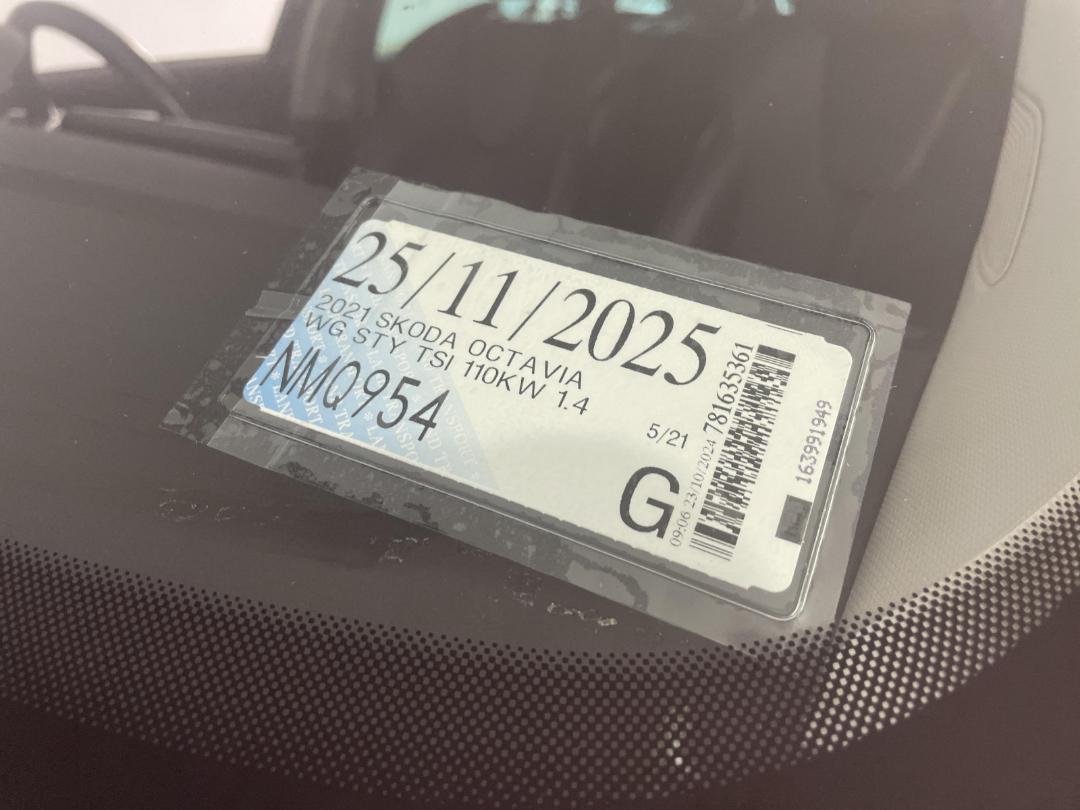 25/11/2025
2021 SKODA OCTAVIA
WG STY TSI 110KW 1.4
NMQ954
5/21
G
09:06 23/10/2024 781635361
163991949